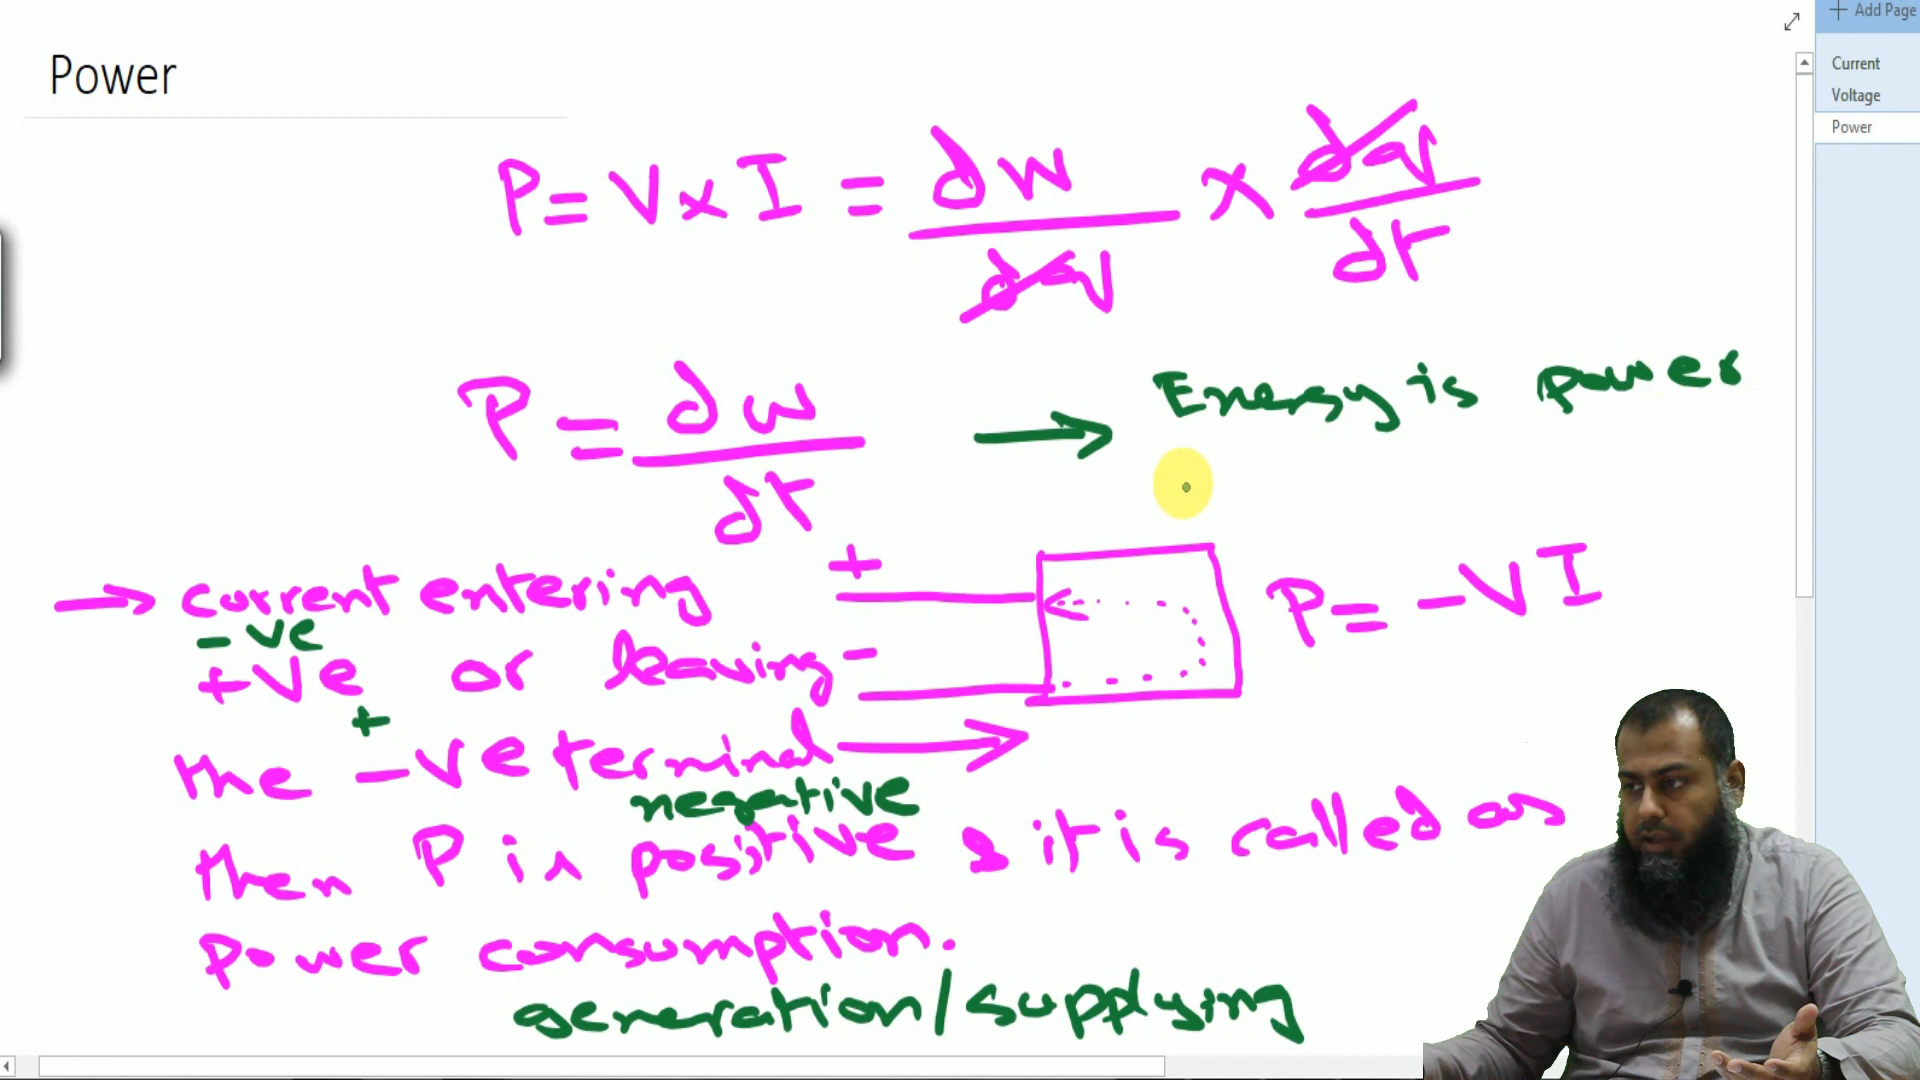 Add Page
Current
Voltage
Power
Power
P = V x I = dw / dq x dq / dt
P = dw / dt → Energy is power
→ current entering
-ve
+ve or leaving
+
the -ve terminal
negative
then P is positive & it is called as
power consumption.
generation/supplying
+
-
P = -VI